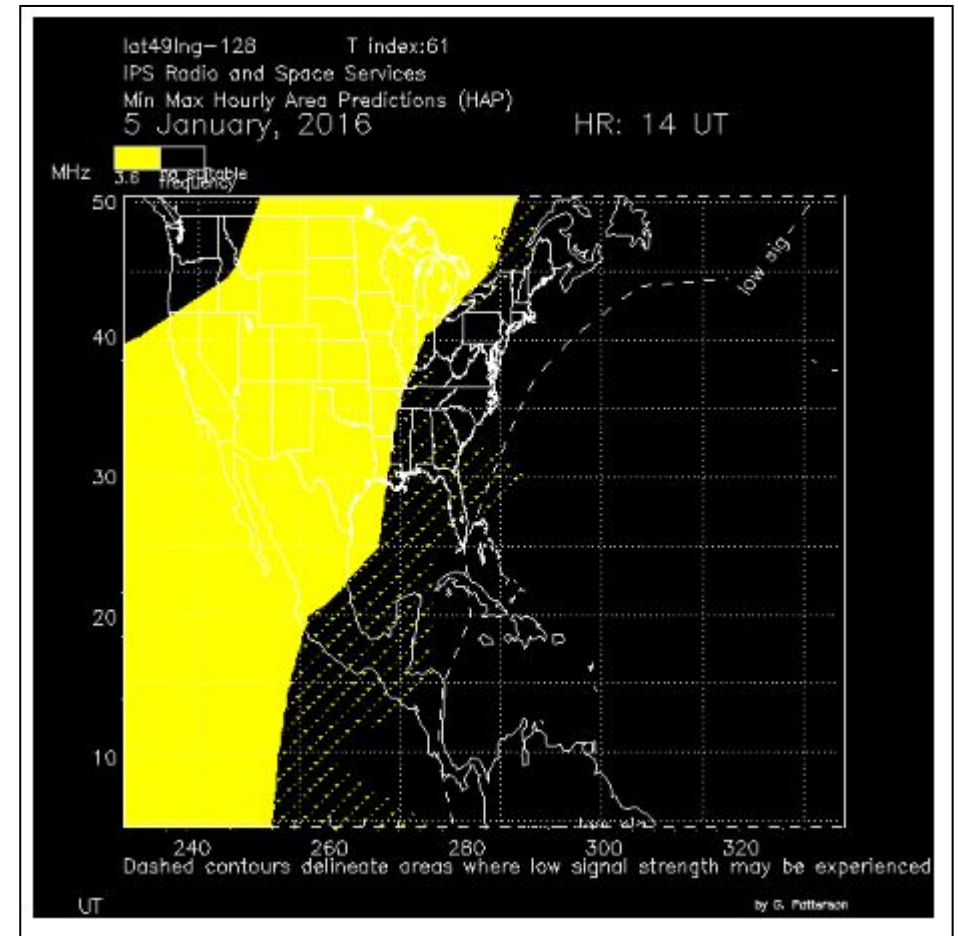 lat49lng-128 T index:61
IPS Radio and Space Services
Min Max Hourly Area Predictions (HAP)
5 January, 2016 HR: 14 UT
MHz 3.6 no suitable
frequency
50
low sig
40
30
20
10
low sig
240 260 280 300 320
Dashed contours delineate areas where low signal strength may be experienced
UT by G. Patterson